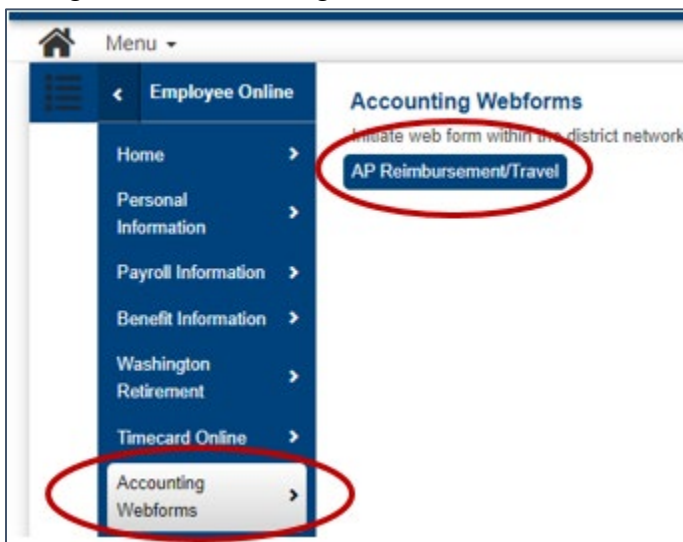 Menu
Employee Online
Home
Personal
Information
Payroll Information
Benefit Information
Washington
Retirement
Timecard Online
Accounting
Webforms
Accounting Webforms
Initiate web form within the district network
AP Reimbursement/Travel